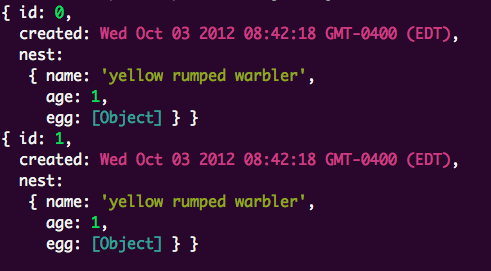 { id: 0,
  created: Wed Oct 03 2012 08:42:18 GMT-0400 (EDT),
  nest:
   { name: 'yellow rumped warbler',
     age: 1,
     egg: [Object] } }
{ id: 1,
  created: Wed Oct 03 2012 08:42:18 GMT-0400 (EDT),
  nest:
   { name: 'yellow rumped warbler',
     age: 1,
     egg: [Object] } }